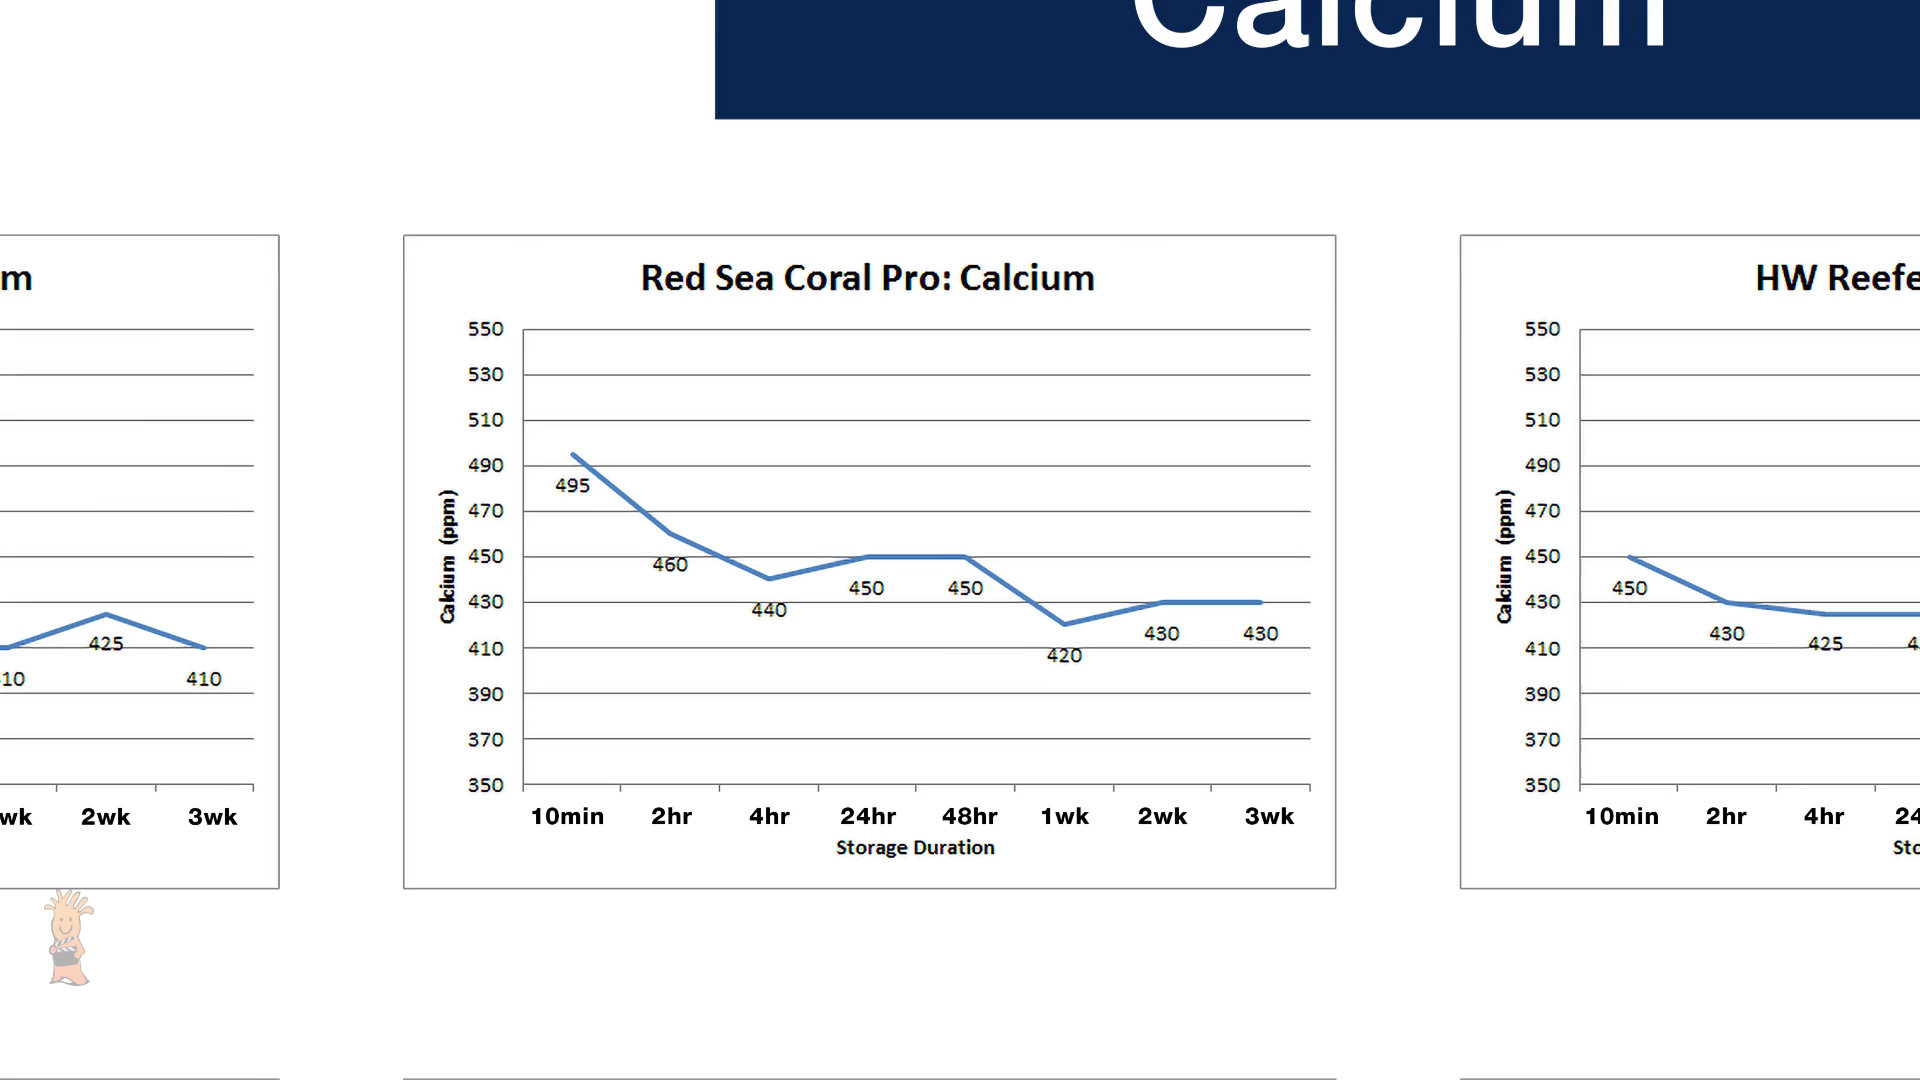 Calcium
m
425
410
2wk
3wk
Red Sea Coral Pro: Calcium
Calcium (ppm)
550
530
510
490
470
450
430
410
390
370
350
495
460
440
450
450
420
430
430
10min 2hr 4hr 24hr 48hr 1wk 2wk 3wk
Storage Duration
HW Reefe
Calcium (ppm)
550
530
510
490
470
450
430
410
390
370
350
450
430
425
10min 2hr 4hr 24
Sto